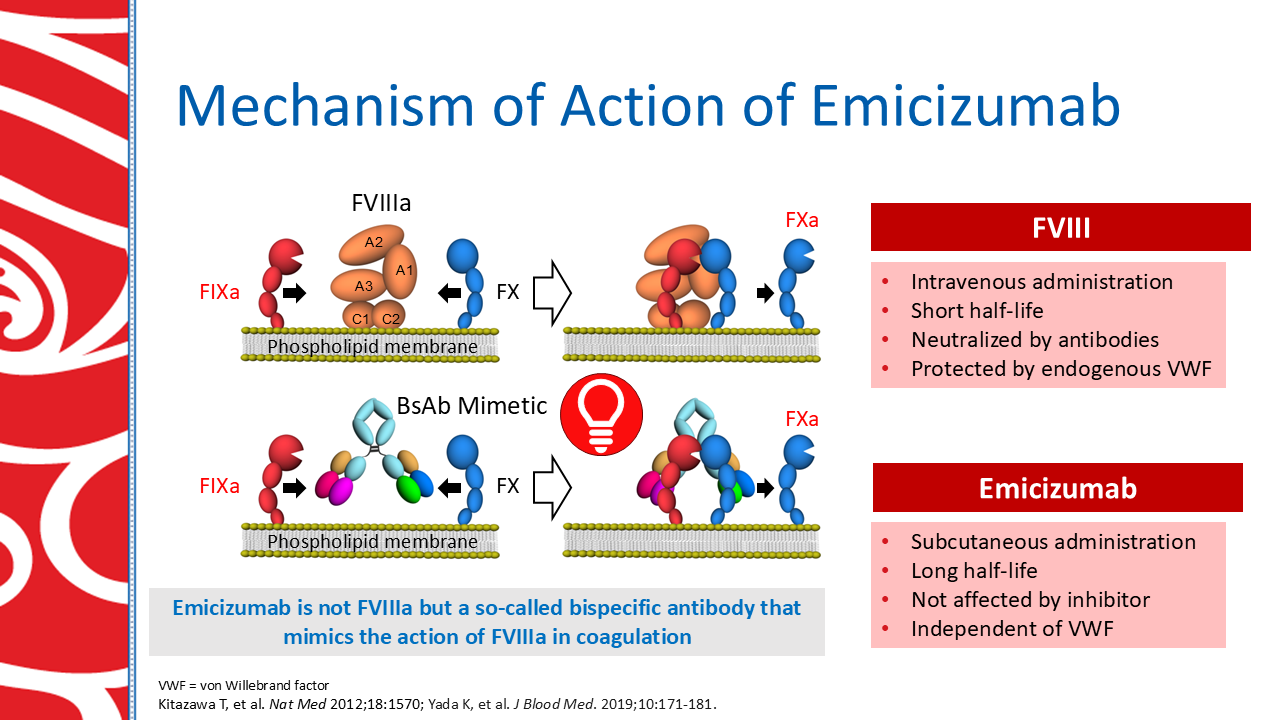 Mechanism of Action of Emicizumab
FVIIIa
A2
A1
A3
C1 C2
FIXa
FX
Phospholipid membrane
FXa
BsAb Mimetic
FIXa
FX
Phospholipid membrane
FXa
Emicizumab is not FVIIIa but a so-called bispecific antibody that
mimics the action of FVIIIa in coagulation
FVIII
• Intravenous administration
• Short half-life
• Neutralized by antibodies
• Protected by endogenous VWF
Emicizumab
• Subcutaneous administration
• Long half-life
• Not affected by inhibitor
• Independent of VWF
VWF = von Willebrand factor
Kitazawa T, et al. Nat Med 2012;18:1570; Yada K, et al. J Blood Med. 2019;10:171-181.